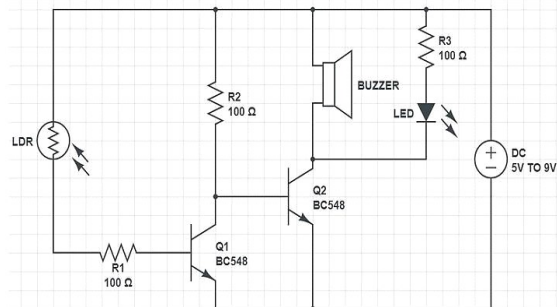 R3
100 Ω
R2
100 Ω
BUZZER
LED
LDR
DC
5V TO 9V
Q2
BC548
Q1
BC548
R1
100 Ω